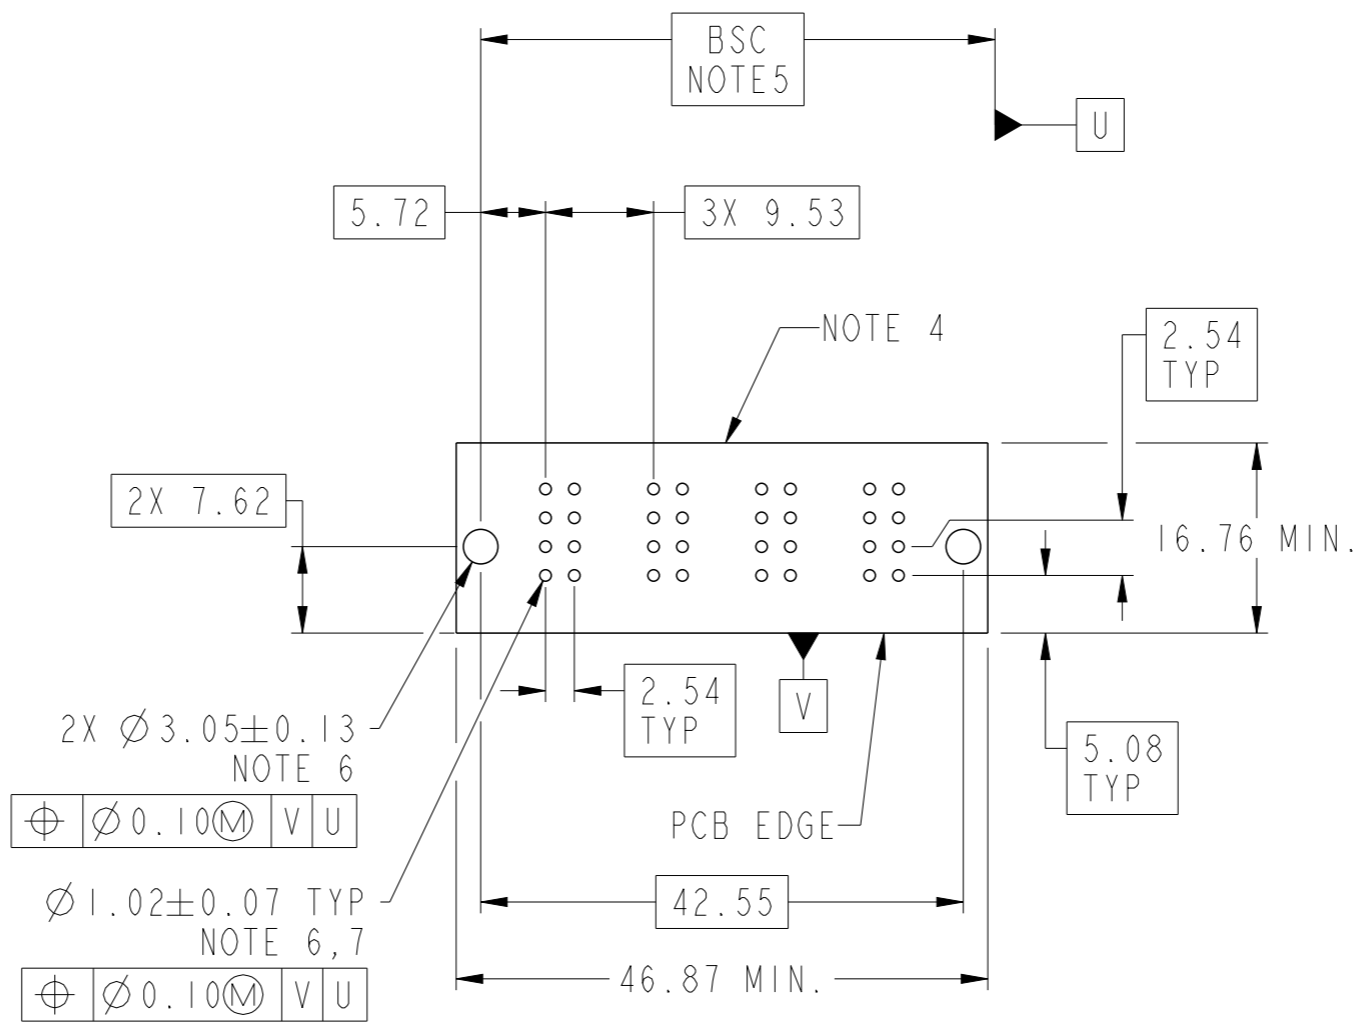 BSC
NOTE5
U
5.72
3X 9.53
NOTE 4
2.54
TYP
2X 7.62
16.76 MIN.
2.54
TYP
V
5.08
TYP
2X Ø3.05±0.13
NOTE 6
⌖ Ø0.10Ⓜ V U
PCB EDGE
Ø1.02±0.07 TYP
NOTE 6,7
⌖ Ø0.10Ⓜ V U
42.55
46.87 MIN.